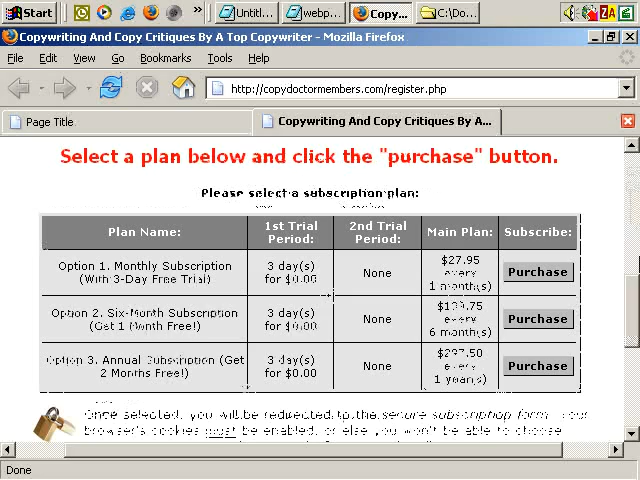 Start
Untitl...
webp...
Copy...
C:\Do...
Copywriting And Copy Critiques By A Top Copywriter - Mozilla Firefox
File Edit View Go Bookmarks Tools Help
http://copydoctormembers.com/register.php
Page Title
Copywriting And Copy Critiques By A...
Select a plan below and click the "purchase" button.
Please select a subscription plan:
Plan Name: 1st Trial Period: 2nd Trial Period: Main Plan: Subscribe:
Option 1. Monthly Subscription
(With 3-Day Free Trial)
3 day(s)
for $0.00
None
$27.95
every
1 month(s)
Purchase
Option 2. Six-Month Subscription
(Get 1 Month Free!)
3 day(s)
for $0.00
None
$139.75
every
6 month(s)
Purchase
Option 3. Annual Subscription (Get
2 Months Free!)
3 day(s)
for $0.00
None
$297.50
every
1 year(s)
Purchase
Once selected, you will be redirected to the secure subscription form. Your
browser's cookies must be enabled, or else you won't be able to choose
Done